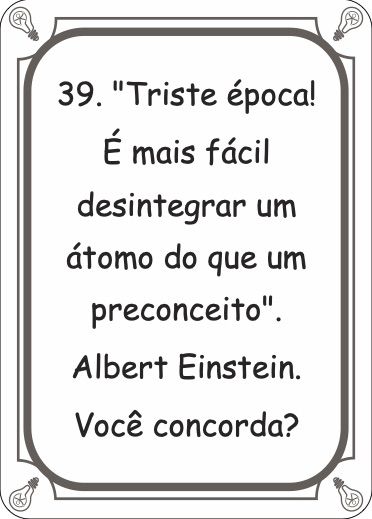 39. "Triste época!
É mais fácil
desintegrar um
átomo do que um
preconceito".
Albert Einstein.
Você concorda?